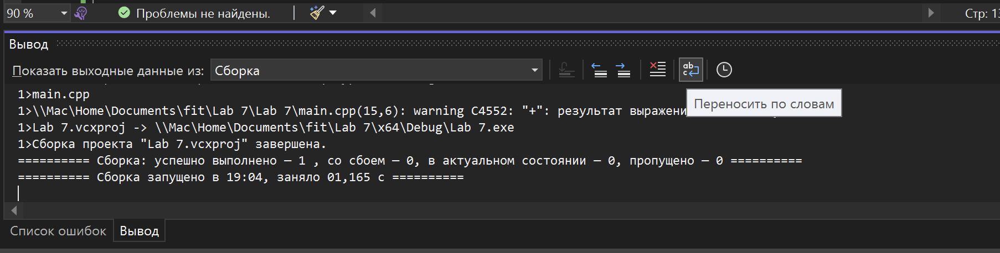 90 %
Проблемы не найдены.
Стр: 13
Вывод
Показать выходные данные из: Сборка
Переносить по словам
1>main.cpp
1>\\Mac\Home\Documents\fit\Lab 7\Lab 7\main.cpp(15,6): warning C4552: "+": результат
1>Lab 7.vcxproj -> \\Mac\Home\Documents\fit\Lab 7\x64\Debug\Lab 7.exe
1>Сборка проекта "Lab 7.vcxproj" завершена.
========== Сборка: успешно выполнено — 1 , со сбоем — 0, в актуальном состоянии — 0, пропущено — 0 ==========
========== Сборка запущено в 19:04, заняло 01,165 с ==========
Список ошибок
Вывод